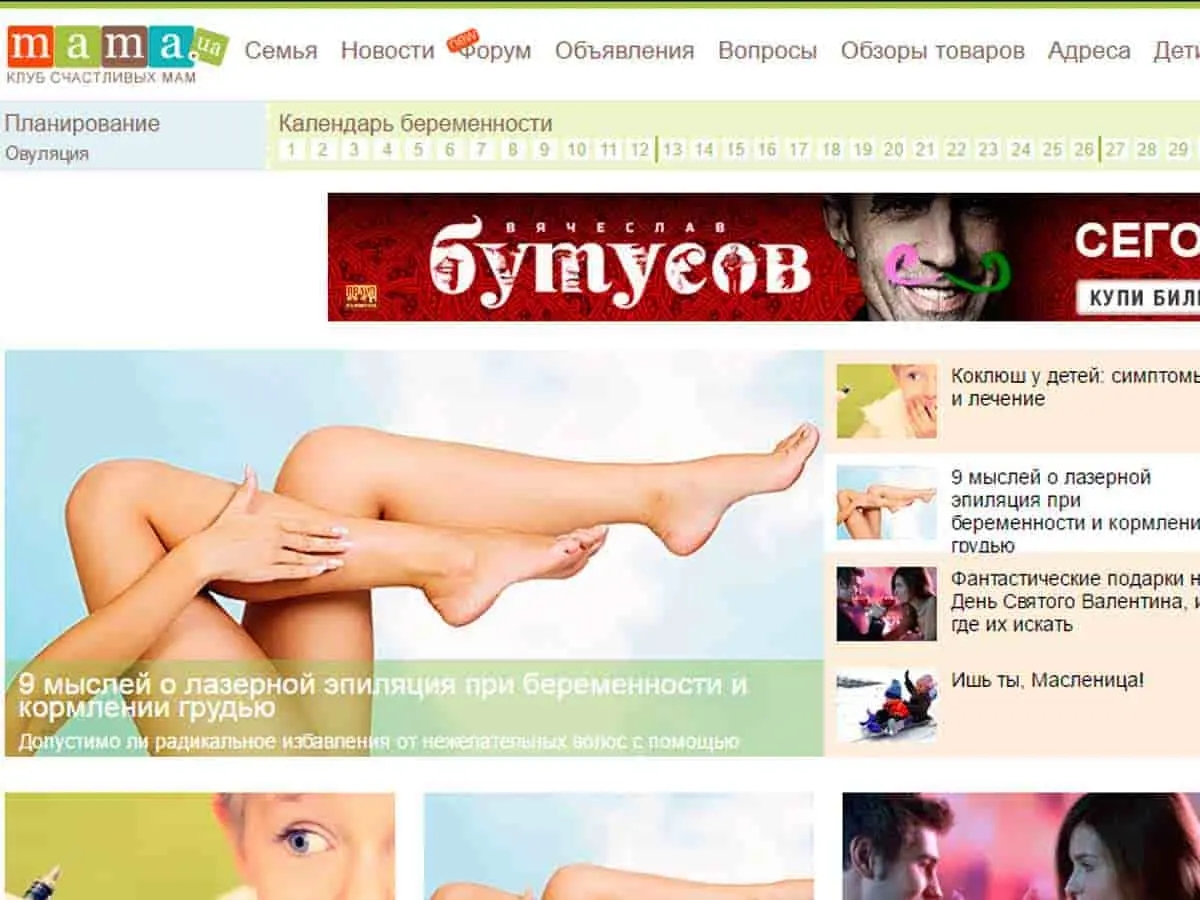 mama.ua
КЛУБ СЧАСТЛИВЫХ МАМ
Семья Новости new Форум Объявления Вопросы Обзоры товаров Адреса Дети
Планирование
Овуляция
Календарь беременности
1 2 3 4 5 6 7 8 9 10 11 12 13 14 15 16 17 18 19 20 21 22 23 24 25 26 27 28 29
ВЯЧЕСЛАВ
бутусов
СЕГО
КУПИ БИЛ
Коклюш у детей: симптомы
и лечение
9 мыслей о лазерной
эпиляция при
беременности и кормлени
грудью
Фантастические подарки н
День Святого Валентина, и
где их искать
Ишь ты, Масленица!
9 мыслей о лазерной эпиляция при беременности и
кормлении грудью
Допустимо ли радикальное избавления от нежелательных волос с помощью